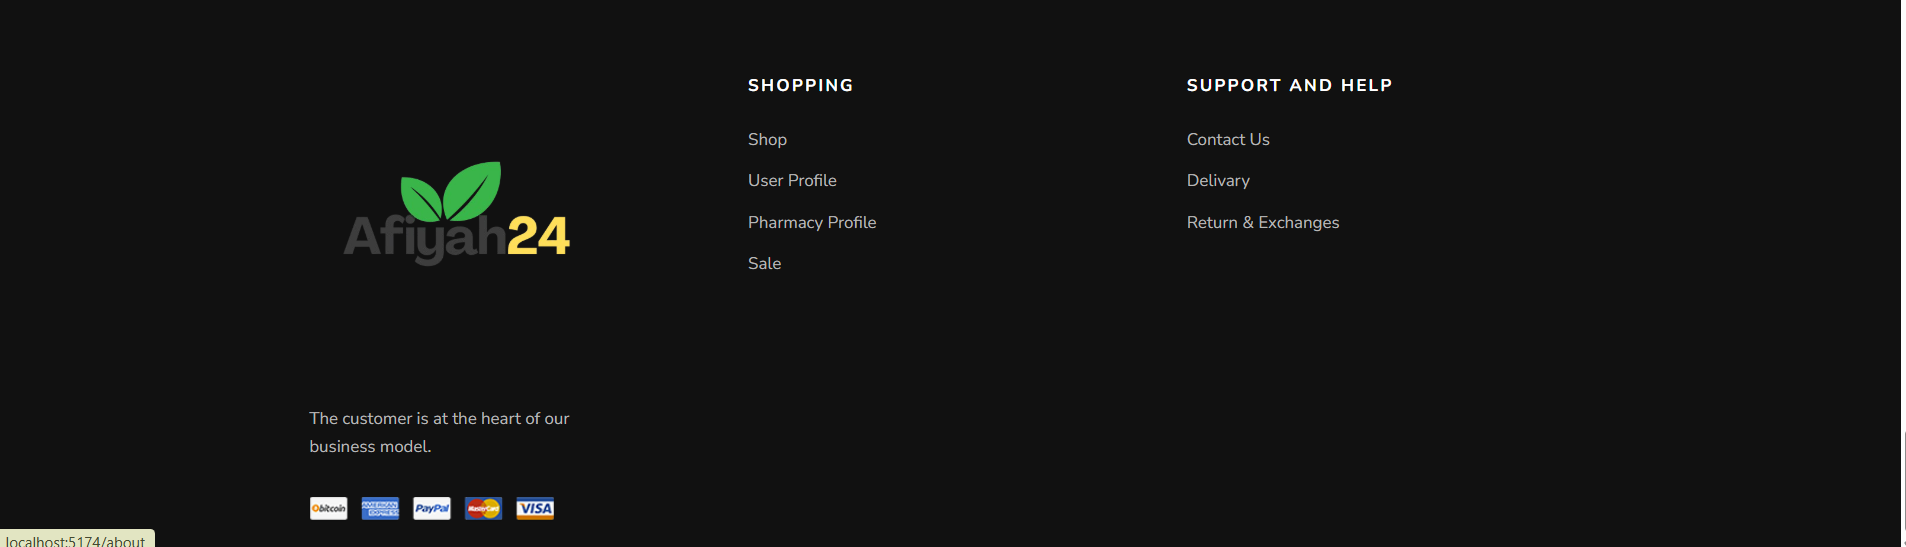 Afiyah24
The customer is at the heart of our
business model.
Obitcoin
AMERICAN
EXPRESS
PayPal
MasterCard
VISA
SHOPPING
Shop
User Profile
Pharmacy Profile
Sale
SUPPORT AND HELP
Contact Us
Delivary
Return & Exchanges
localhost:5174/about